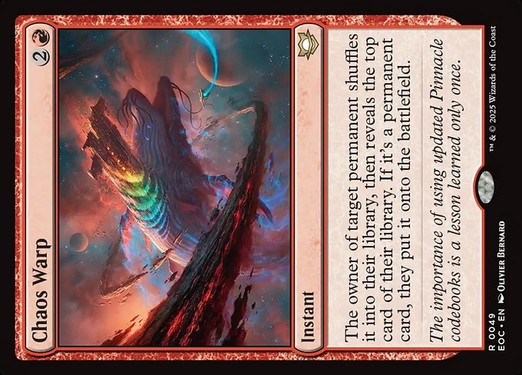 Chaos Warp
2
Instant
The owner of target permanent shuffles
it into their library, then reveals the top
card of their library. If it's a permanent
card, they put it onto the battlefield.
The importance of using updated Pinnacle
codebooks is a lesson learned only once.
R 0049
EOC • EN OLIVIER BERNARD
™ & © 2025 Wizards of the Coast